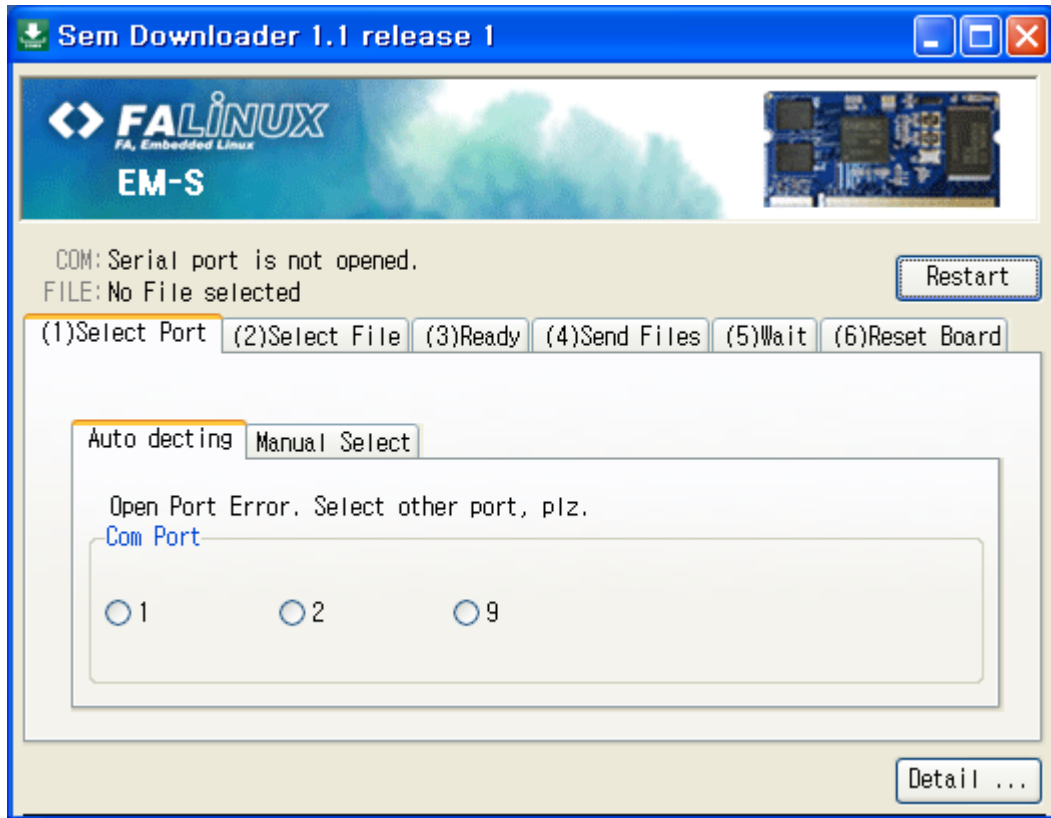 Sem Downloader 1.1 release 1
FALINUX
FA, Embedded Linux
EM-S
COM: Serial port is not opened.
FILE: No File selected
Restart
(1)Select Port (2)Select File (3)Ready (4)Send Files (5)Wait (6)Reset Board
Auto decting Manual Select
Open Port Error. Select other port, plz.
Com Port
1 2 9
Detail ...